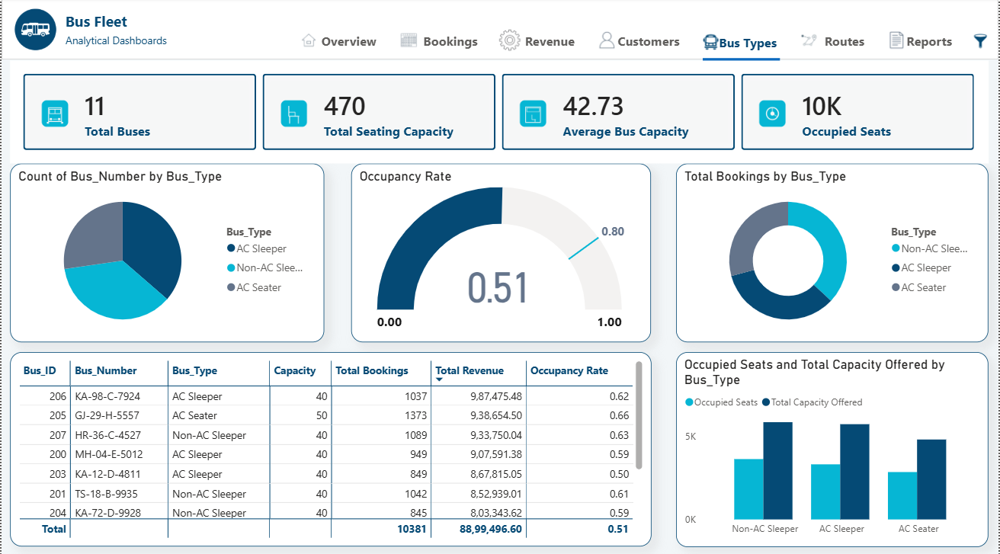 Bus Fleet
Analytical Dashboards
Overview
Bookings
Revenue
Customers
Bus Types
Routes
Reports
11
Total Buses
470
Total Seating Capacity
42.73
Average Bus Capacity
10K
Occupied Seats
Count of Bus_Number by Bus_Type
Bus_Type
AC Sleeper
Non-AC Slee...
AC Seater
Occupancy Rate
0.80
0.51
0.00
1.00
Total Bookings by Bus_Type
Bus_Type
Non-AC Slee...
AC Sleeper
AC Seater
Bus_ID Bus_Number Bus_Type Capacity Total Bookings Total Revenue Occupancy Rate
206 KA-98-C-7924 AC Sleeper 40 1037 9,87,475.48 0.62
205 GJ-29-H-5557 AC Seater 50 1373 9,38,654.50 0.66
207 HR-36-C-4527 Non-AC Sleeper 40 1089 9,33,750.04 0.63
200 MH-04-E-5012 AC Sleeper 40 949 9,07,591.38 0.59
203 KA-12-D-4811 AC Sleeper 40 849 8,67,815.05 0.50
201 TS-18-B-9935 Non-AC Sleeper 40 1042 8,52,939.01 0.61
204 KA-72-D-9928 Non-AC Sleeper 40 845 8,03,343.62 0.59
Total 10381 88,99,496.60 0.51
Occupied Seats and Total Capacity Offered by
Bus_Type
Occupied Seats Total Capacity Offered
5K
0K
Non-AC Sleeper AC Sleeper AC Seater